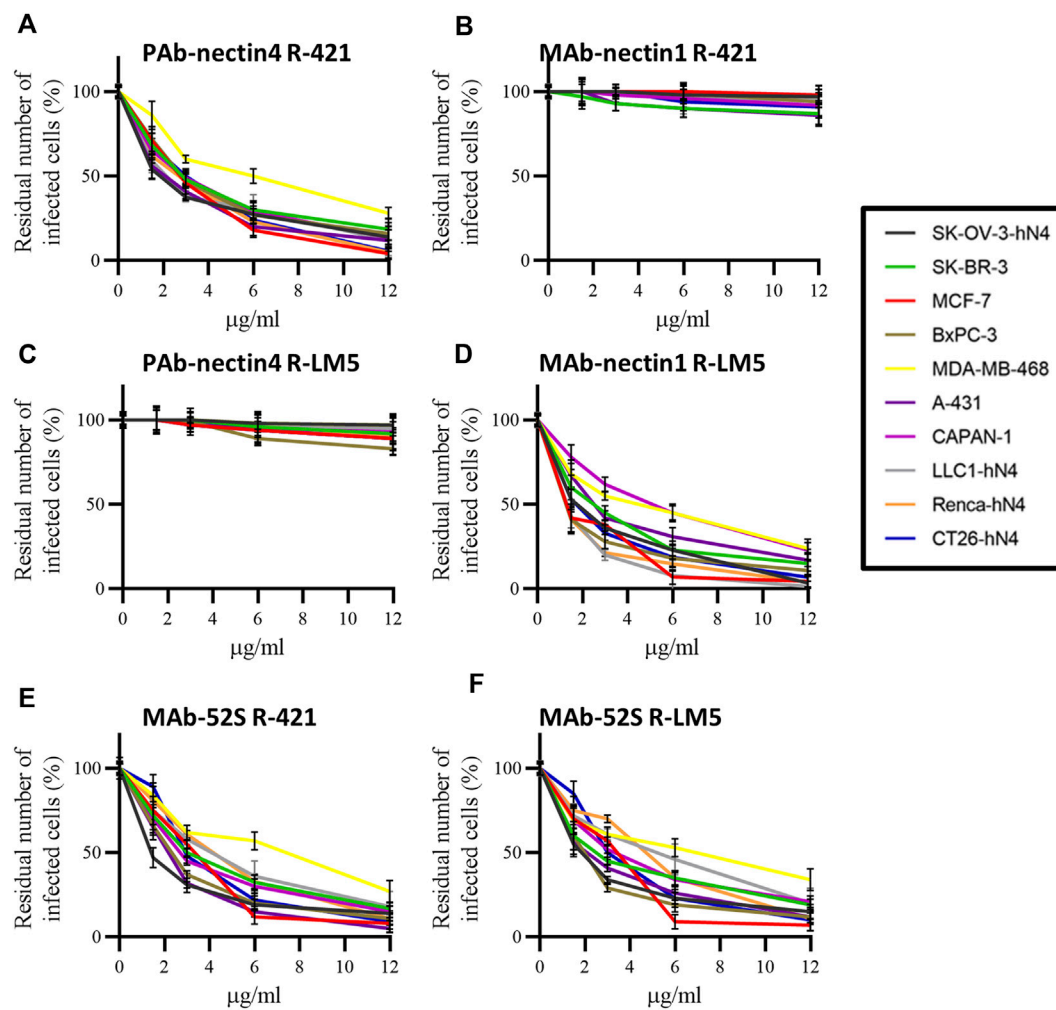 A
PAb-nectin4 R-421
Residual number of
infected cells (%)
100
50
0
0 2 4 6 8 10 12
µg/ml
B
MAb-nectin1 R-421
Residual number of
infected cells (%)
100
50
0
0 2 4 6 8 10 12
µg/ml
C
PAb-nectin4 R-LM5
Residual number of
infected cells (%)
100
50
0
0 2 4 6 8 10 12
µg/ml
D
MAb-nectin1 R-LM5
Residual number of
infected cells (%)
100
50
0
0 2 4 6 8 10 12
µg/ml
E
MAb-52S R-421
Residual number of
infected cells (%)
100
50
0
0 2 4 6 8 10 12
µg/ml
F
MAb-52S R-LM5
Residual number of
infected cells (%)
100
50
0
0 2 4 6 8 10 12
µg/ml
SK-OV-3-hN4
SK-BR-3
MCF-7
BxPC-3
MDA-MB-468
A-431
CAPAN-1
LLC1-hN4
Renca-hN4
CT26-hN4